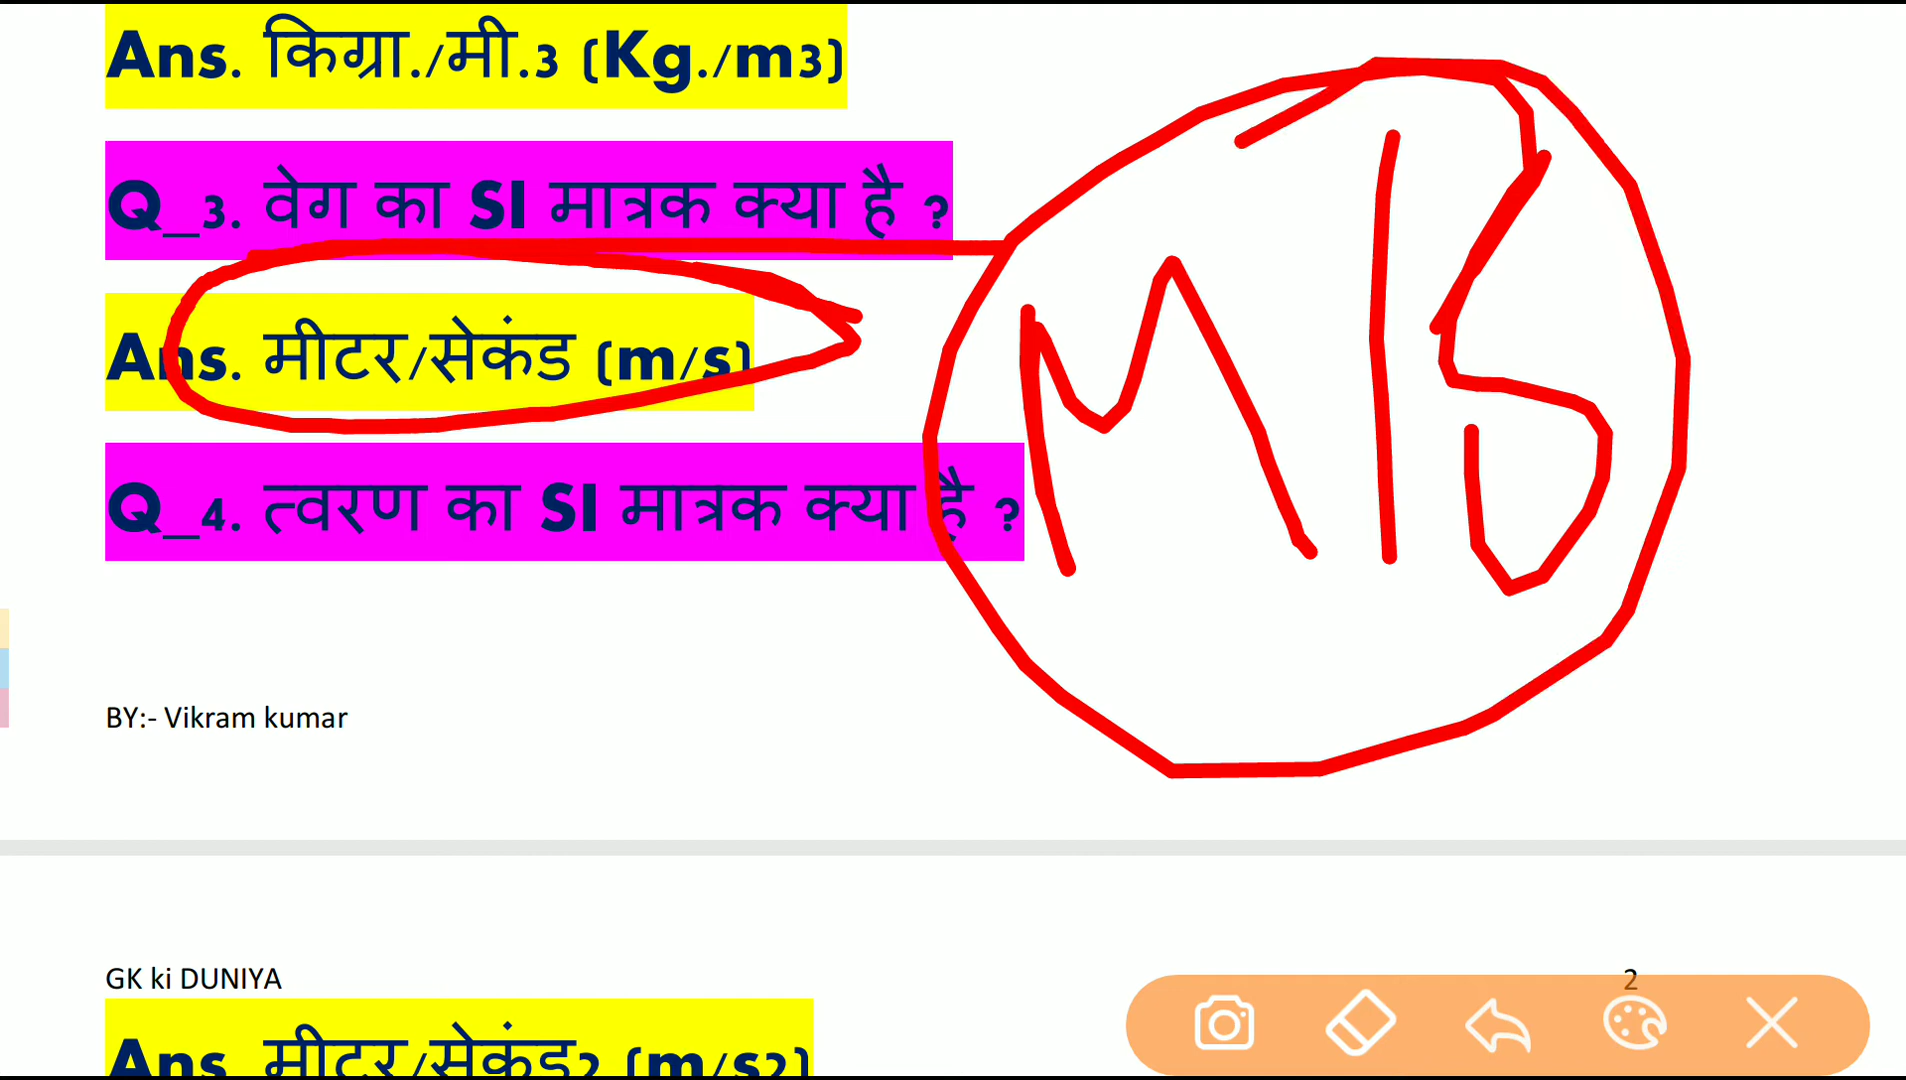 Ans. किग्रा./मी.3 (Kg./m3)
Q_3. वेग का SI मात्रक क्या है ?
Ans. मीटर/सेकंड (m/s)
M/S
Q_4. त्वरण का SI मात्रक क्या है ?
BY:- Vikram kumar
GK ki DUNIYA
2
Ans. मीटर/सेकंड2 (m/s2)